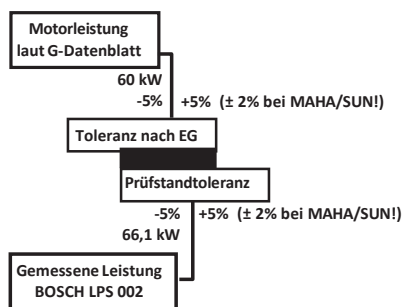 Motorleistung
laut G-Datenblatt
60 kW
-5% +5% (± 2% bei MAHA/SUN!)
Toleranz nach EG
Prüfstandtoleranz
-5% +5% (± 2% bei MAHA/SUN!)
66,1 kW
Gemessene Leistung
BOSCH LPS 002